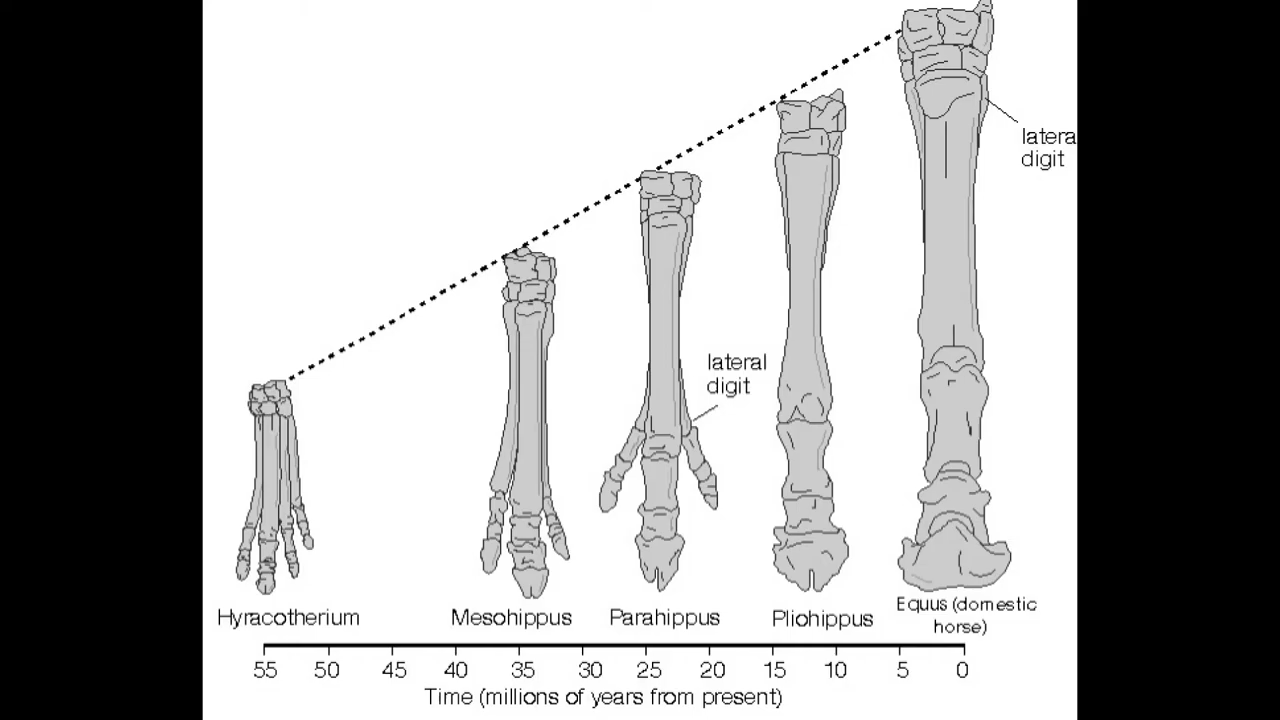 latera
digit
lateral
digit
Hyracotherium
Mesohippus
Parahippus
Pliohippus
Equus (domestic
horse)
55 50 45 40 35 30 25 20 15 10 5 0
Time (millions of years from present)